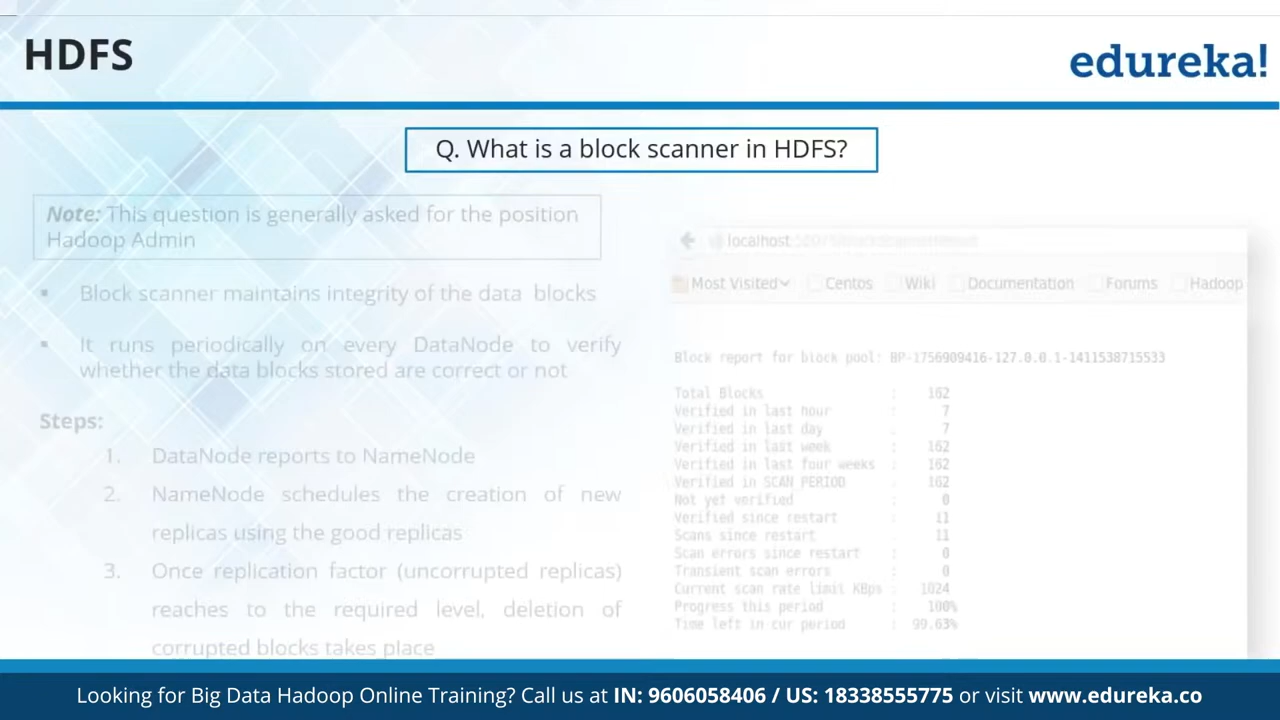 HDFS
edureka!
Q. What is a block scanner in HDFS?
Note: This question is generally asked for the position
Hadoop Admin
▪ Block scanner maintains integrity of the data blocks
▪ It runs periodically on every DataNode to verify
whether the data blocks stored are correct or not
Steps:
1. DataNode reports to NameNode
2. NameNode schedules the creation of new
replicas using the good replicas
3. Once replication factor (uncorrupted replicas)
reaches to the required level, deletion of
corrupted blocks takes place
localhost
Most Visited Centos Wiki Documentation Forums Hadoop
Block report for block pool: BP-1756909416-127.0.0.1-1411538715533
Total Blocks : 162
Verified in last hour : 7
Verified in last day : 7
Verified in last week : 162
Verified in last four weeks : 162
Verified in SCAN PERIOD : 162
Not yet verified : 0
Verified since restart : 11
Scans since restart : 11
Scan errors since restart : 0
Transient scan errors : 0
Current scan rate limit KBps : 1024
Progress this period : 100%
Time left in cur period : 99.63%
Looking for Big Data Hadoop Online Training? Call us at IN: 9606058406 / US: 18338555775 or visit www.edureka.co